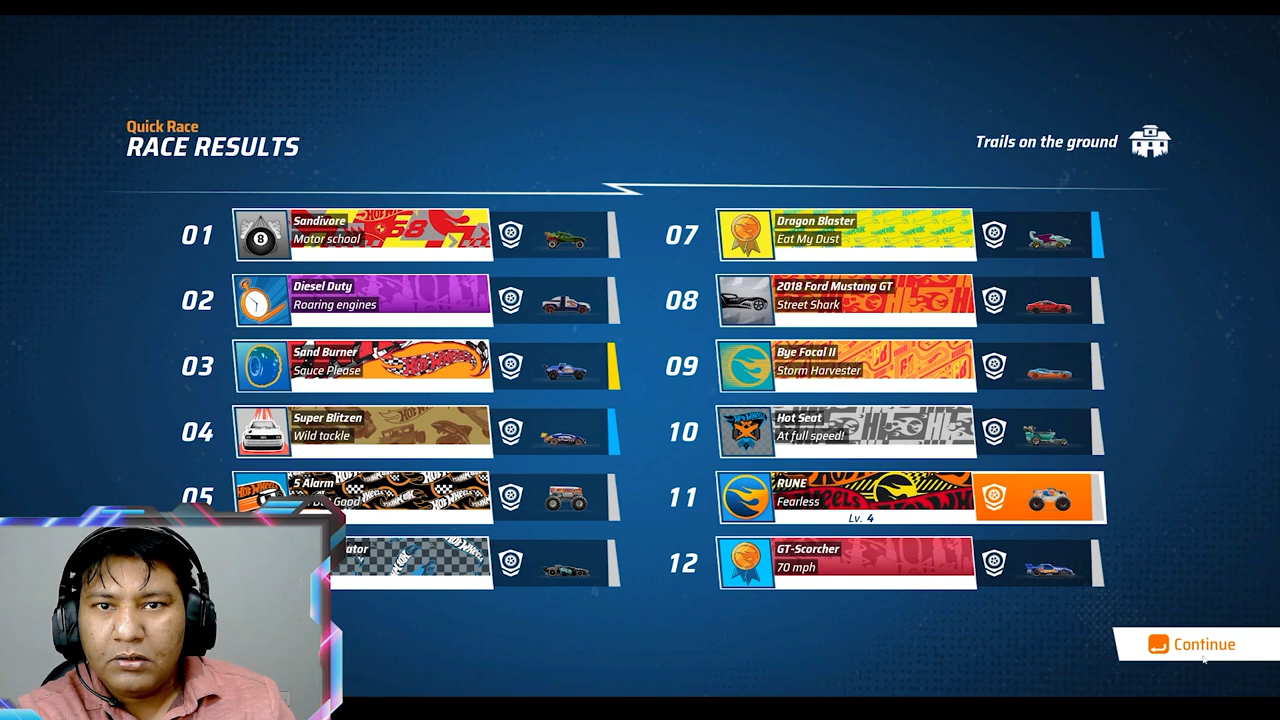 Quick Race
RACE RESULTS
Trails on the ground
01
Sandivore
Motor school
02
Diesel Duty
Roaring engines
03
Sand Burner
Sauce Please
04
Super Blitzen
Wild tackle
05
5 Alarm
Good
07
Dragon Blaster
Eat My Dust
08
2018 Ford Mustang GT
Street Shark
09
Bye Focal II
Storm Harvester
10
Hot Seat
At full speed!
11
RUNE
Fearless
Lv. 4
12
GT-Scorcher
70 mph
Continue